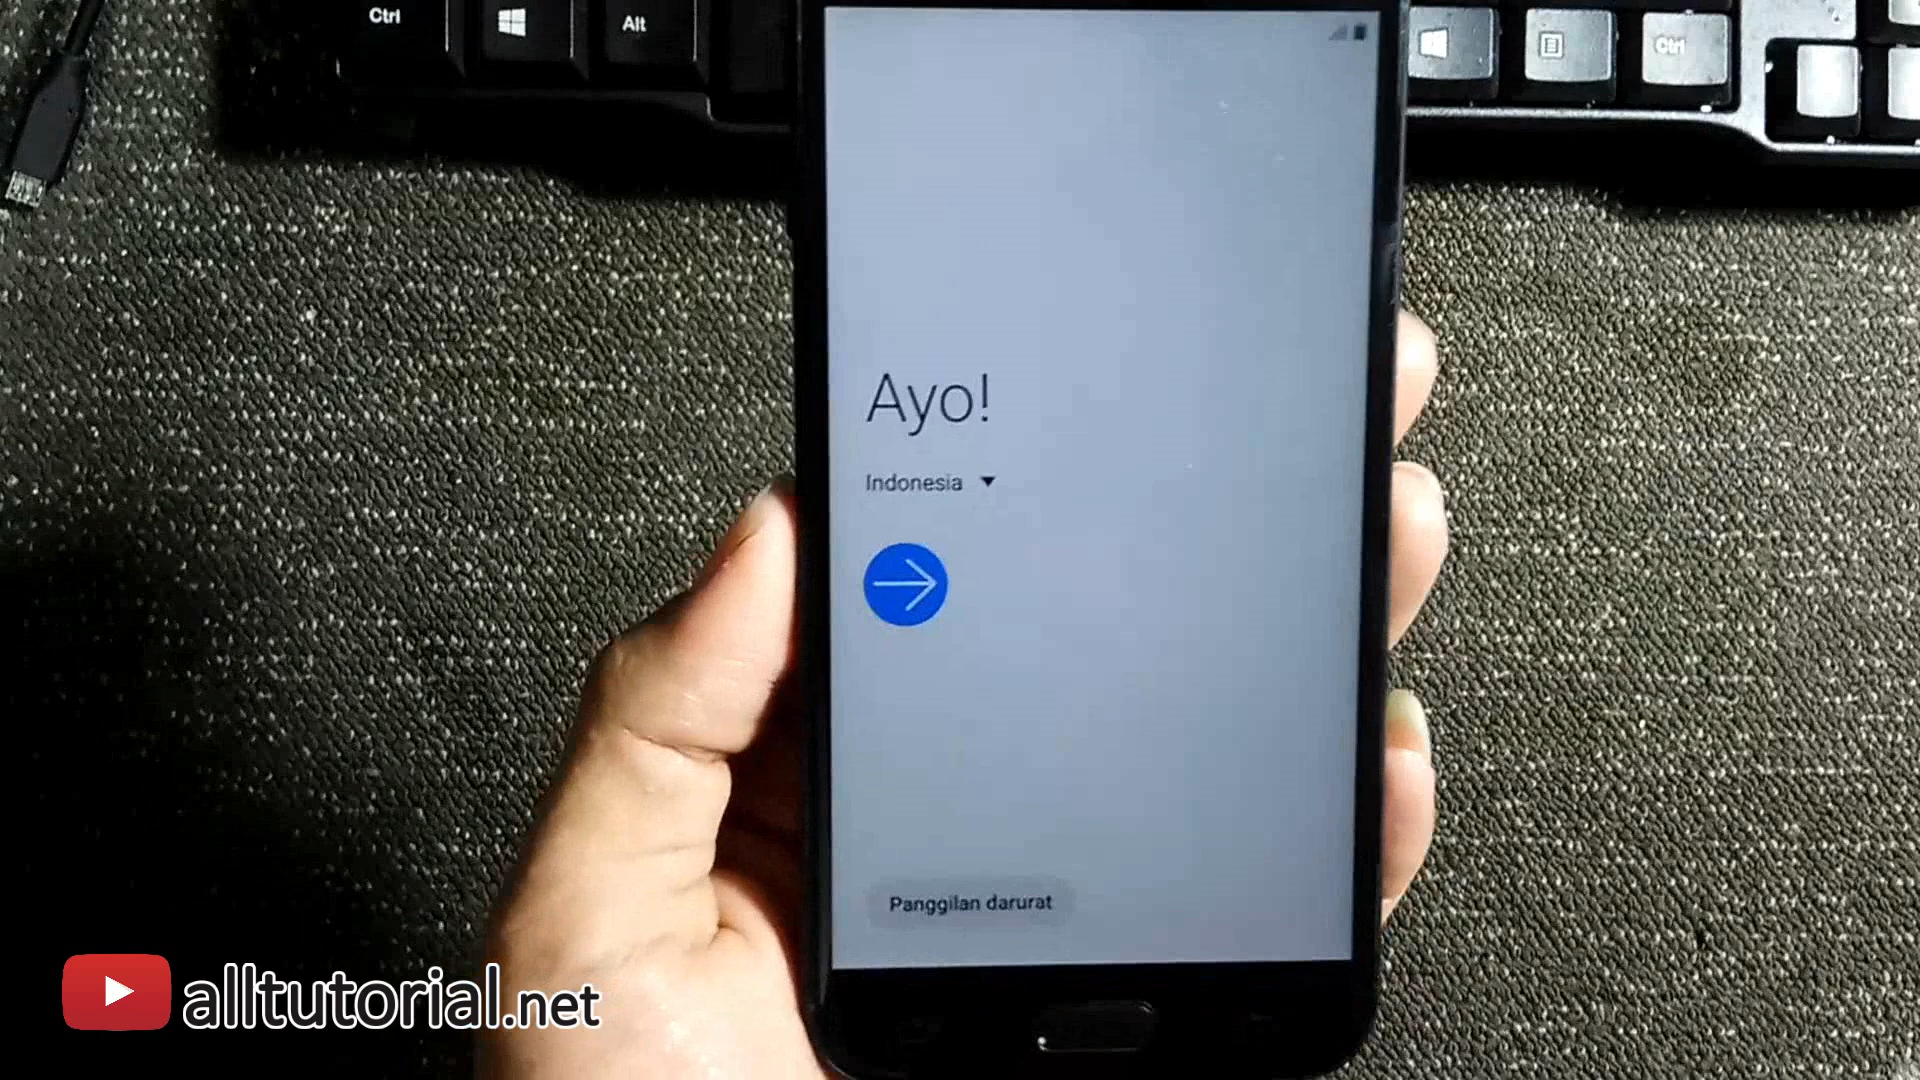 Ctrl
Alt
Ctrl
Ayo!
Indonesia
Panggilan darurat
alltutorial.net